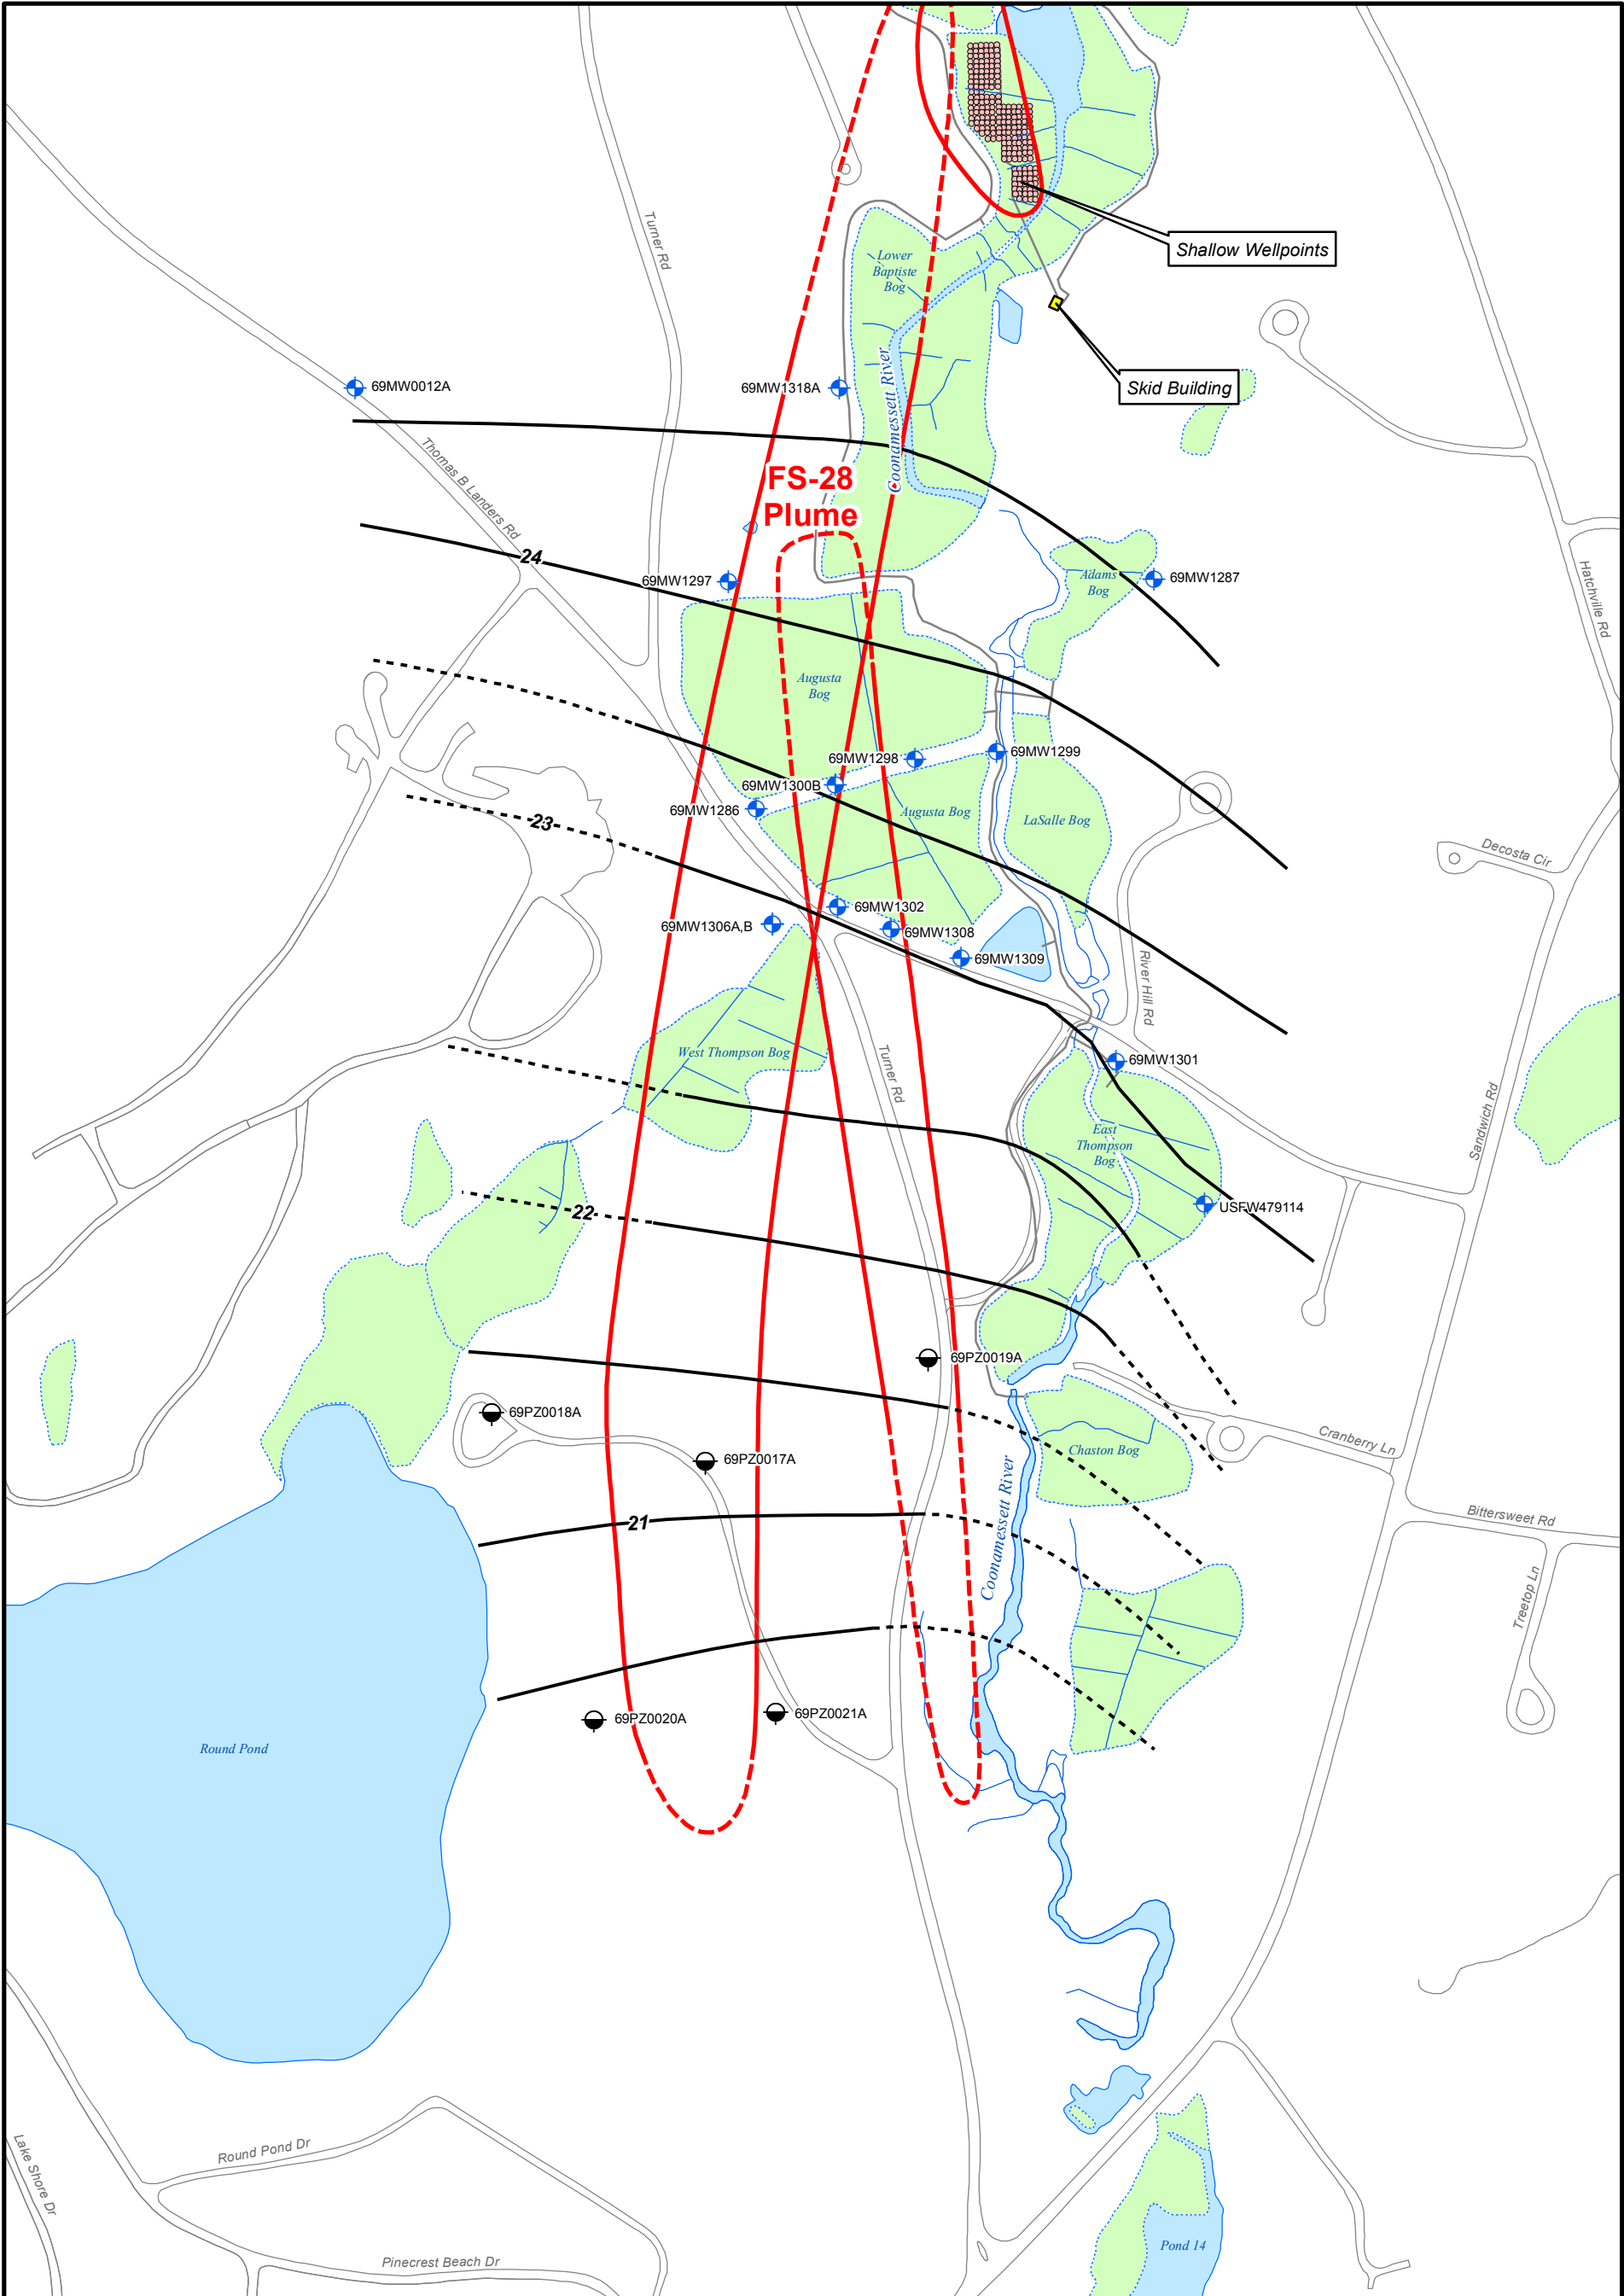 Turner Rd
Shallow Wellpoints
Lower
Baptiste
Bog
Skid Building
Coonamessett River
69MW0012A
69MW1318A
Thomas B Landers Rd
FS-28
Plume
24
69MW1297
Adams
Bog
69MW1287
Hatchville Rd
Augusta
Bog
69MW1299
69MW1298
69MW1300B
69MW1286
Augusta Bog
LaSalle Bog
23
Decosta Cir
69MW1302
69MW1306A,B
69MW1308
69MW1309
River Hill Rd
West Thompson Bog
Turner Rd
69MW1301
East
Thompson
Bog
Sandwich Rd
22
USFW479114
69PZ0019A
69PZ0018A
69PZ0017A
Chaston Bog
Cranberry Ln
Coonamessett River
21
Bittersweet Rd
Treetop Ln
69PZ0020A
69PZ0021A
Round Pond
Round Pond Dr
Lake Shore Dr
Pinecrest Beach Dr
Pond 14